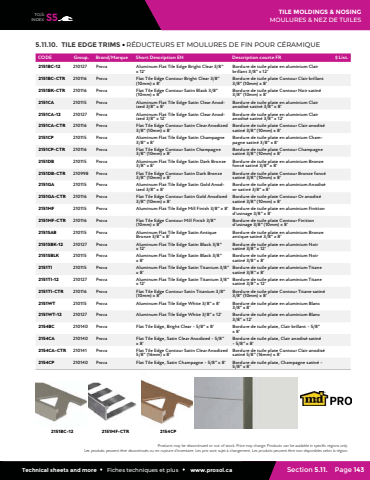 TILE INDEX S5
TILE MOLDINGS & NOSING
MOULURES & NEZ DE TUILES
5.11.10. TILE EDGE TRIMS • RÉDUCTEURS ET MOULURES DE FIN POUR CÉRAMIQUE
CODE Group. Brand/Marque Short Description EN Description courte FR $ List.
2151BC-12 210127 Prova Aluminum Flat Tile Edge Bright Clear 3/8" x 12' Bordure de tuile plate en aluminium Clair brillant 3/8" x 12'
2151BC-CTR 210116 Prova Flat Tile Edge Contour Bright Clear 3/8" (10mm) x 8' Bordure de tuile plate Contour Clair brillant 3/8" (10mm) x 8'
2151BK-CTR 210116 Prova Flat Tile Edge Contour Satin Black 3/8" (10mm) x 8' Bordure de tuile plate Contour Noir satiné 3/8" (10mm) x 8'
2151CA 210115 Prova Aluminum Flat Tile Edge Satin Clear Anodized 3/8" x 8' Bordure de tuile plate en aluminium Clair anodisé satiné 3/8" x 8'
2151CA-12 210127 Prova Aluminum Flat Tile Edge Satin Clear Anodized 3/8" x 12' Bordure de tuile plate en aluminium Clair anodisé satiné 3/8" x 12'
2151CA-CTR 210116 Prova Flat Tile Edge Contour Satin Clear Anodized 3/8" (10mm) x 8' Bordure de tuile plate Contour Clair anodisé satiné 3/8" (10mm) x 8'
2151CP 210115 Prova Aluminum Flat Tile Edge Satin Champagne 3/8" x 8' Bordure de tuile plate en aluminium Champagne satiné 3/8" x 8'
2151CP-CTR 210116 Prova Flat Tile Edge Contour Satin Champagne 3/8" (10mm) x 8' Bordure de tuile plate Contour Champagne satiné 3/8" (10mm) x 8'
2151DB 210115 Prova Aluminum Flat Tile Edge Satin Dark Bronze 3/8" x 8' Bordure de tuile plate en aluminium Bronze foncé satiné 3/8" x 8'
2151DB-CTR 210998 Prova Flat Tile Edge Contour Satin Dark Bronze 3/8" (10mm) x 8' Bordure de tuile plate Contour Bronze foncé satiné 3/8" (10mm) x 8'
2151GA 210115 Prova Aluminum Flat Tile Edge Satin Gold Anodized 3/8" x 8' Bordure de tuile plate en aluminium Anodisé or satiné 3/8" x 8'
2151GA-CTR 210116 Prova Flat Tile Edge Contour Satin Gold Anodized 3/8" (10mm) x 8' Bordure de tuile plate Contour Or anodisé satiné 3/8" (10mm) x 8'
2151MF 210115 Prova Aluminum Flat Tile Edge Mill Finish 3/8" x 8' Bordure de tuile plate en aluminium Finition d'usinage 3/8" x 8'
2151MF-CTR 210116 Prova Flat Tile Edge Contour Mill Finish 3/8" (10mm) x 8' Bordure de tuile plate Contour Finition d'usinage 3/8" (10mm) x 8'
2151SAB 210115 Prova Aluminum Flat Tile Edge Satin Antique Bronze 3/8" x 8' Bordure de tuile plate en aluminium Bronze antique satiné 3/8" x 8'
2151SBK-12 210127 Prova Aluminum Flat Tile Edge Satin Black 3/8" x 12' Bordure de tuile plate en aluminium Noir satiné 3/8" x 12'
2151SBLK 210115 Prova Aluminum Flat Tile Edge Satin Black 3/8" x 8' Bordure de tuile plate en aluminium Noir satiné 3/8" x 8'
2151TI 210115 Prova Aluminum Flat Tile Edge Satin Titanium 3/8" x 8' Bordure de tuile plate en aluminium Titane satiné 3/8" x 8'
2151TI-12 210127 Prova Aluminum Flat Tile Edge Satin Titanium 3/8" x 12' Bordure de tuile plate en aluminium Titane satiné 3/8" x 12'
2151TI-CTR 210116 Prova Flat Tile Edge Contour Satin Titanium 3/8" (10mm) x 8' Bordure de tuile plate Contour Titane satiné 3/8" (10mm) x 8'
2151WT 210115 Prova Aluminum Flat Tile Edge White 3/8" x 8' Bordure de tuile plate en aluminium Blanc 3/8" x 8'
2151WT-12 210127 Prova Aluminum Flat Tile Edge White 3/8" x 12' Bordure de tuile plate en aluminium Blanc 3/8" x 12'
2154BC 210140 Prova Flat Tile Edge, Bright Clear - 5/8" x 8' Bordure de tuile plate, Clair brillant - 5/8" x 8'
2154CA 210140 Prova Flat Tile Edge, Satin Clear Anodized - 5/8" x 8' Bordure de tuile plate, Clair anodisé satiné - 5/8" x 8'
2154CA-CTR 210141 Prova Flat Tile Edge Contour Satin Clear Anodized 5/8" (16mm) x 8' Bordure de tuile plate Contour Clair anodisé satiné 5/8" (16mm) x 8'
2154CP 210140 Prova Flat Tile Edge, Satin Champagne - 5/8" x 8' Bordure de tuile plate, Champagne satiné - 5/8" x 8'
2151BC-12 2151MF-CTR 2154CP
md PRO
Products may be discontinued or out of stock. Price may change. Products can be available in specific regions only.
Les produits peuvent être discontinués ou en rupture d'inventaire. Les prix sont sujet à changement. Les produits peuvent être non disponibles selon la région.
Technical sheets and more • Fiches techniques et plus • www.prosol.ca Section 5.11. Page 143